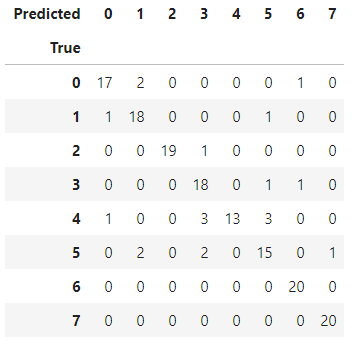 Predicted 0 1 2 3 4 5 6 7
True
0 17 2 0 0 0 0 1 0
1 1 18 0 0 0 1 0 0
2 0 0 19 1 0 0 0 0
3 0 0 0 18 0 1 1 0
4 1 0 0 3 13 3 0 0
5 0 2 0 2 0 15 0 1
6 0 0 0 0 0 0 20 0
7 0 0 0 0 0 0 0 20